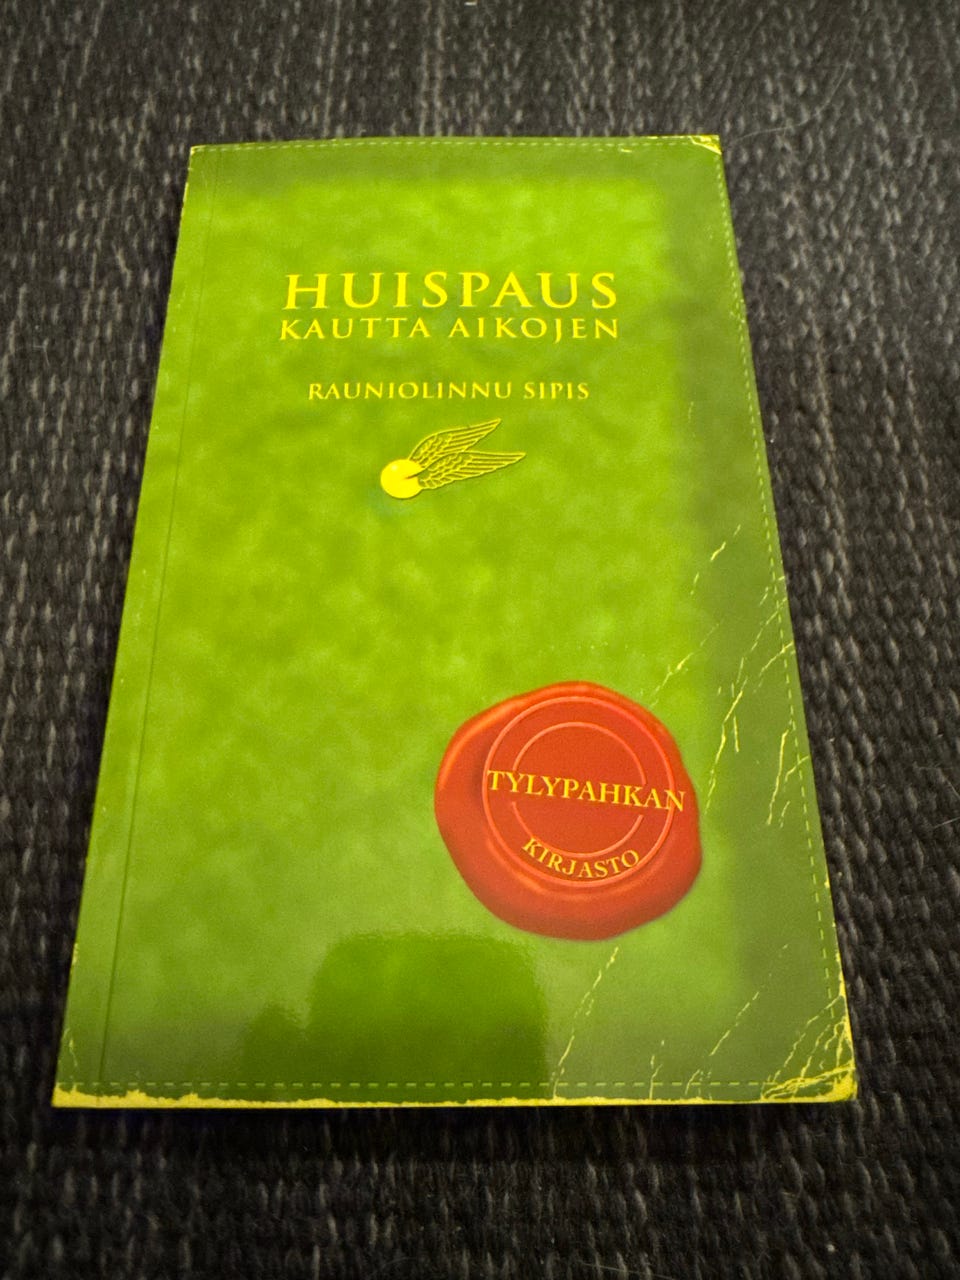 HUISPAUS
KAUTTA AIKOJEN
RAUNIOLINNU SIPIS
TYLYPAHKAN
KIRJASTO